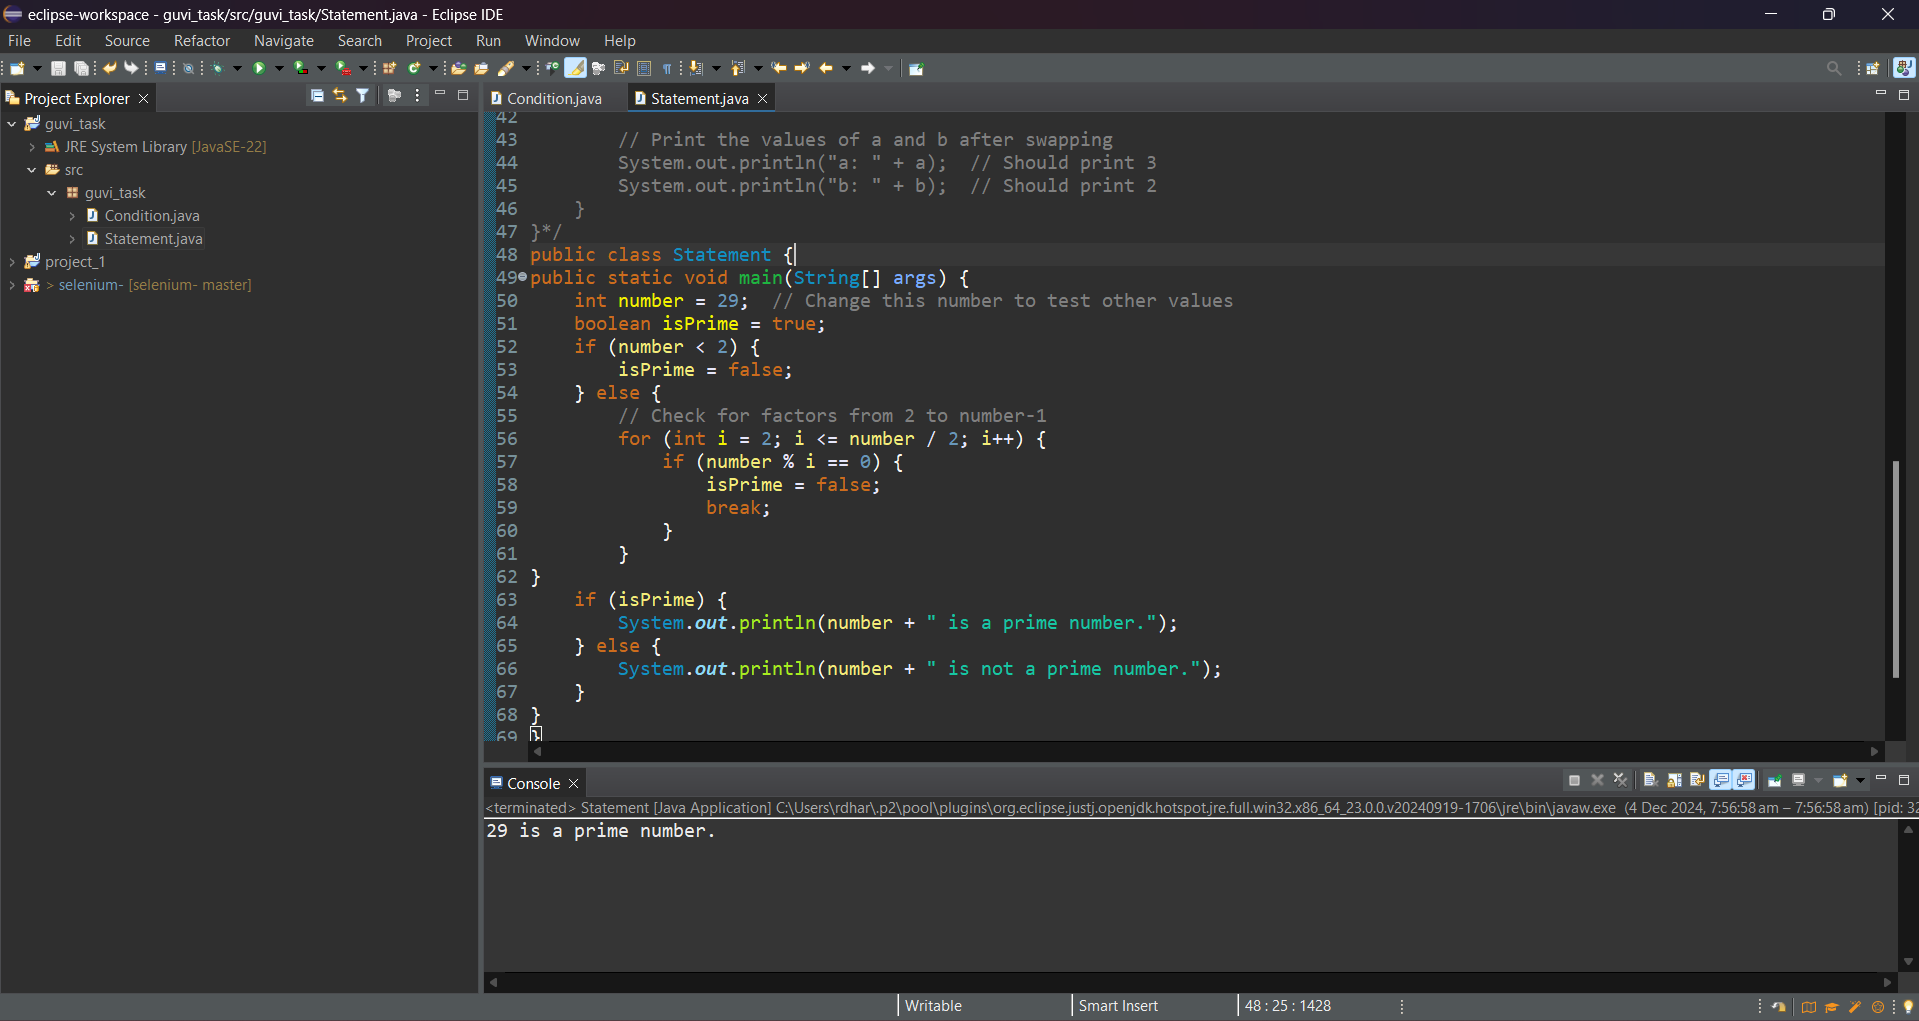 eclipse-workspace - guvi_task/src/guvi_task/Statement.java - Eclipse IDE
File Edit Source Refactor Navigate Search Project Run Window Help
Project Explorer
guvi_task
JRE System Library [JavaSE-22]
src
guvi_task
Condition.java
Statement.java
project_1
> selenium- [selenium- master]
Condition.java Statement.java
42
43 // Print the values of a and b after swapping
44 System.out.println("a: " + a); // Should print 3
45 System.out.println("b: " + b); // Should print 2
46 }
47 }*/
48 public class Statement {
49 public static void main(String[] args) {
50 int number = 29; // Change this number to test other values
51 boolean isPrime = true;
52 if (number < 2) {
53 isPrime = false;
54 } else {
55 // Check for factors from 2 to number-1
56 for (int i = 2; i <= number / 2; i++) {
57 if (number % i == 0) {
58 isPrime = false;
59 break;
60 }
61 }
62 }
63 if (isPrime) {
64 System.out.println(number + " is a prime number.");
65 } else {
66 System.out.println(number + " is not a prime number.");
67 }
68 }
69 }
Console
<terminated> Statement [Java Application] C:\Users\rdhar\.p2\pool\plugins\org.eclipse.justj.openjdk.hotspot.jre.full.win32.x86_64_23.0.0.v20240919-1706\jre\bin\javaw.exe (4 Dec 2024, 7:56:58 am – 7:56:58 am) [pid: 32
29 is a prime number.
Writable Smart Insert 48 : 25 : 1428